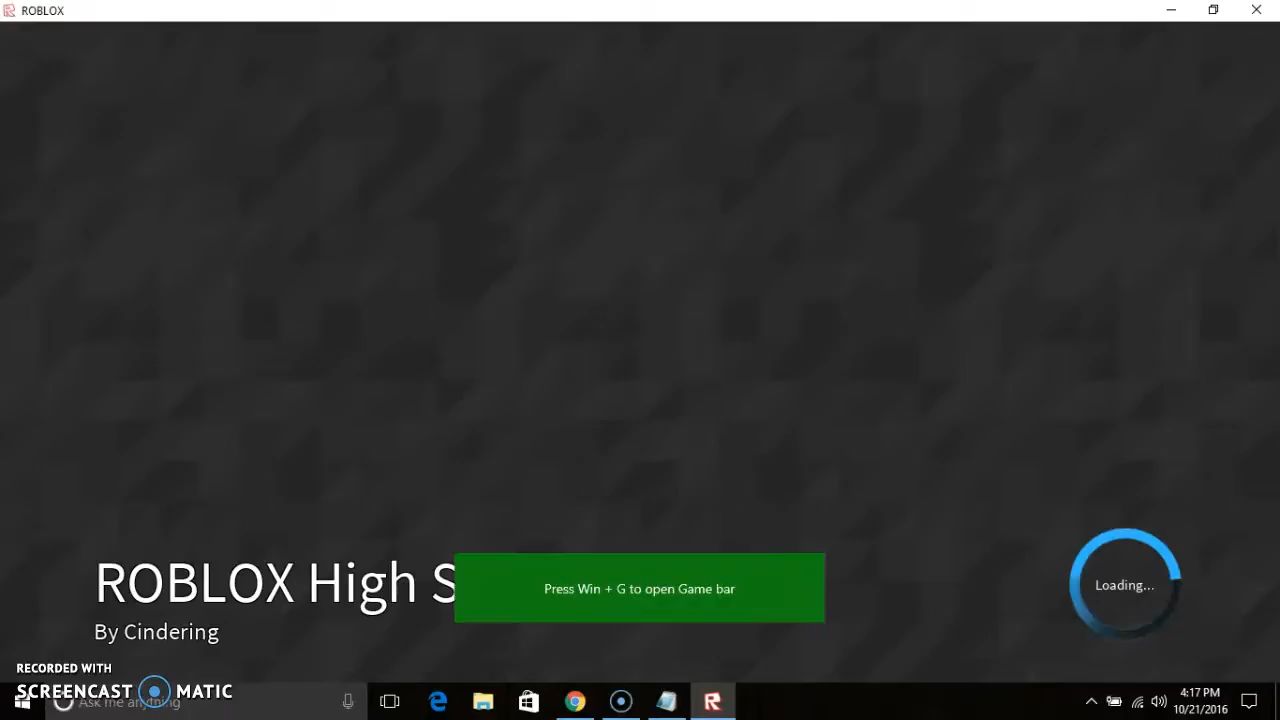 ROBLOX
ROBLOX High S
Press Win + G to open Game bar
Loading...
By Cindering
RECORDED WITH
SCREENCAST MATIC
Ask me anything
4:17 PM
10/21/2016